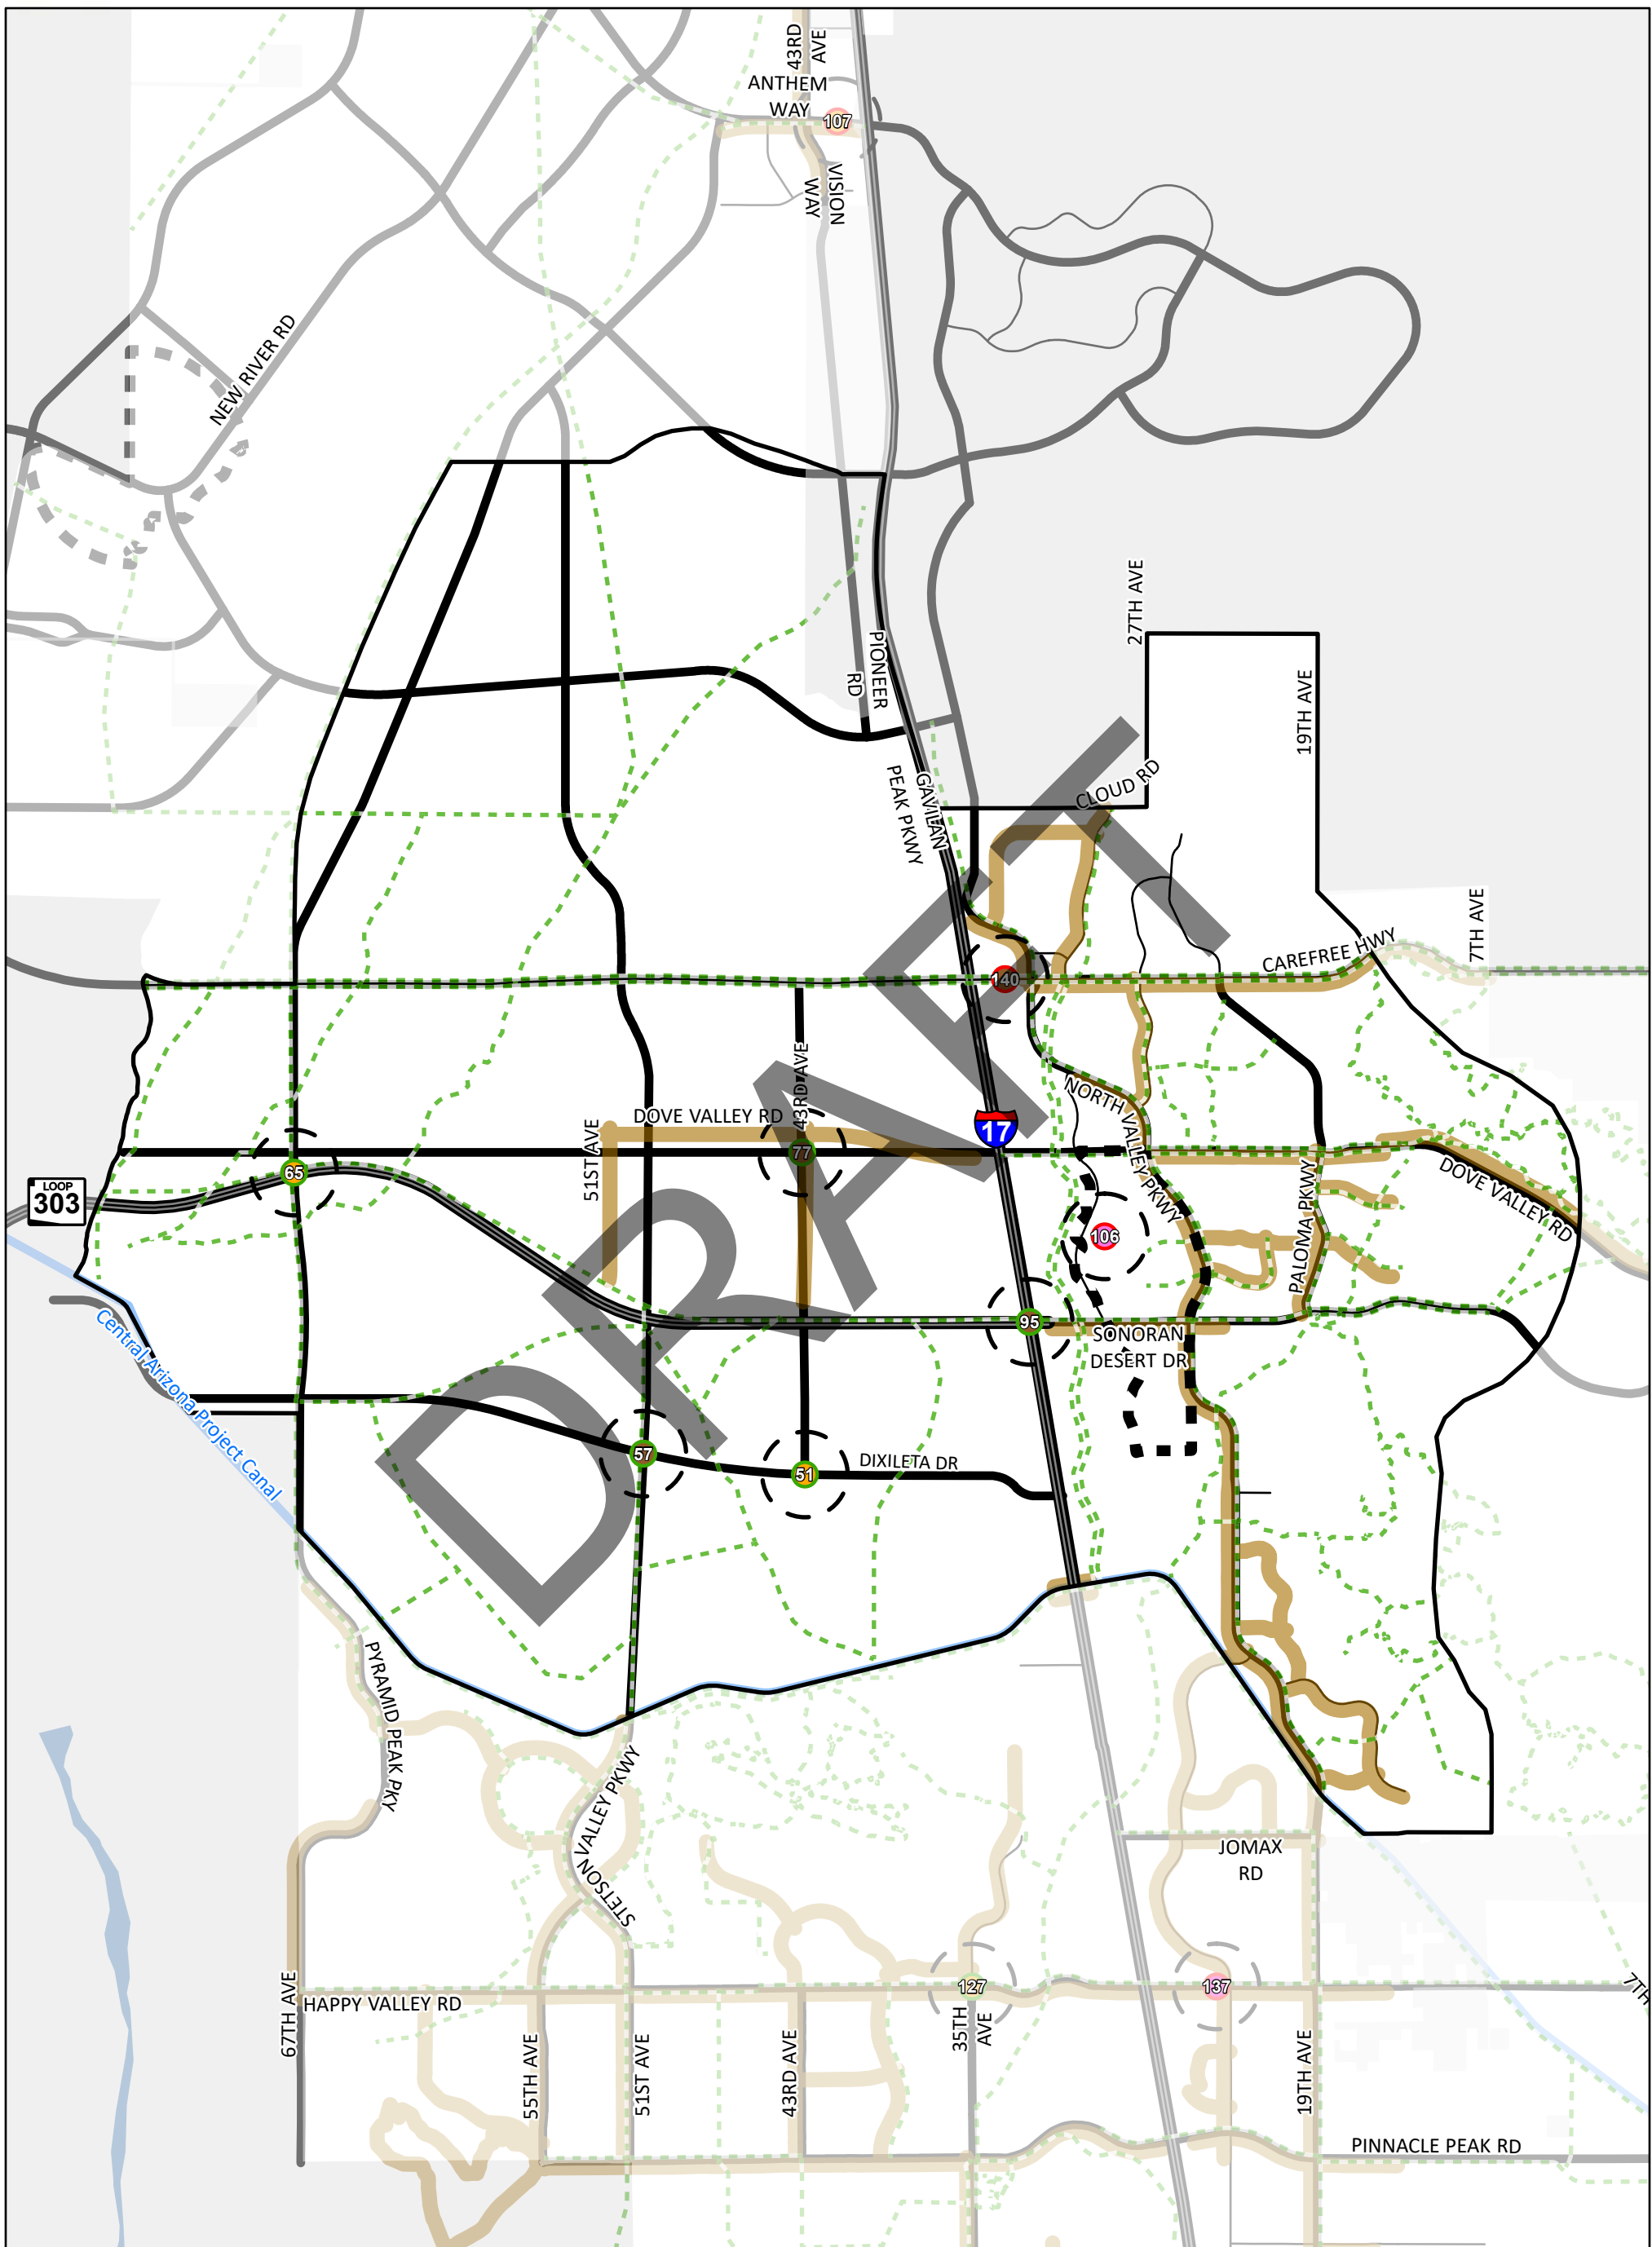 43RD
AVE
ANTHEM
WAY
107
VISION
WAY
NEW RIVER RD
27TH AVE
PIONEER
RD
19TH AVE
GAVILAN
PEAK PKWY
CLOUD RD
7TH AVE
CAREFREE HWY
140
43RD AVE
NORTH VALLEY PKWY
DOVE VALLEY RD
51ST AVE
17
77
65
LOOP
303
DOVE VALLEY RD
PALOMA PKWY
106
95
SONORAN
DESERT DR
Central Arizona Project Canal
57
51
DIXILETA DR
DRAFT
PYRAMID PEAK PKY
STETSON
VALLEY PKWY
JOMAX
RD
67TH AVE
HAPPY VALLEY RD
127
137
7TH
35TH
AVE
55TH AVE
51ST AVE
43RD AVE
19TH AVE
PINNACLE PEAK RD